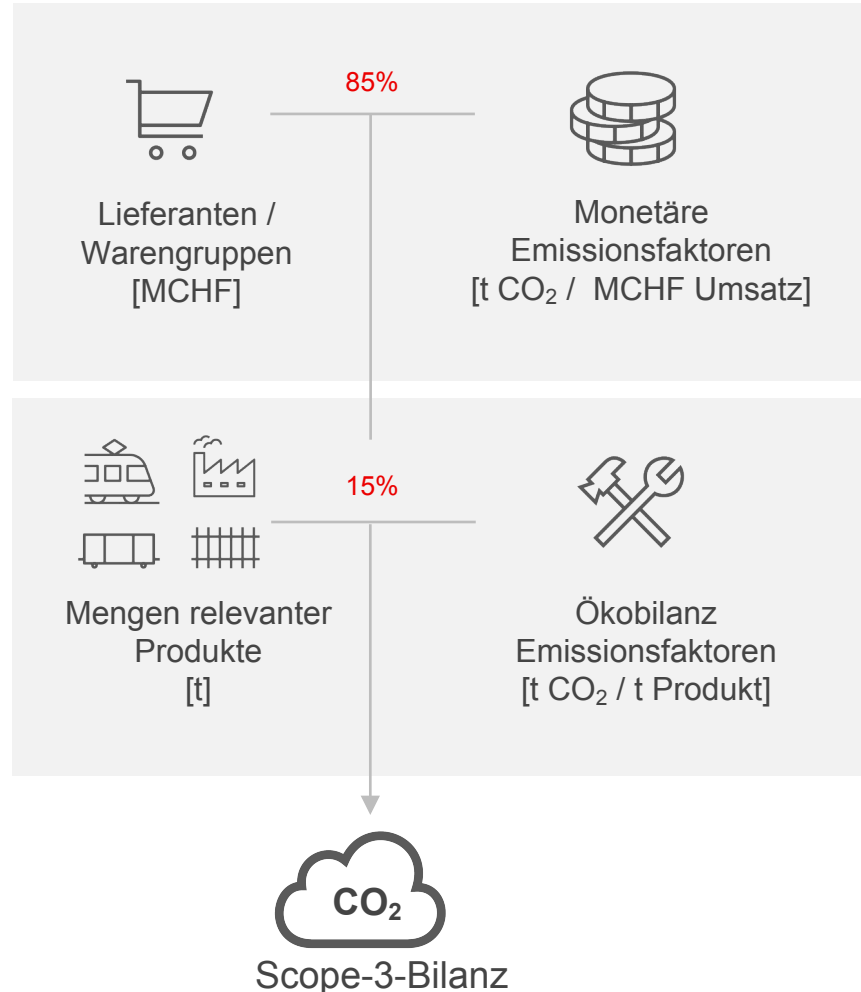 85%
Lieferanten /
Warengruppen
[MCHF]
Monetäre
Emissionsfaktoren
[t CO₂ / MCHF Umsatz]
15%
Mengen relevanter
Produkte
[t]
Ökobilanz
Emissionsfaktoren
[t CO₂ / t Produkt]
CO₂
Scope-3-Bilanz